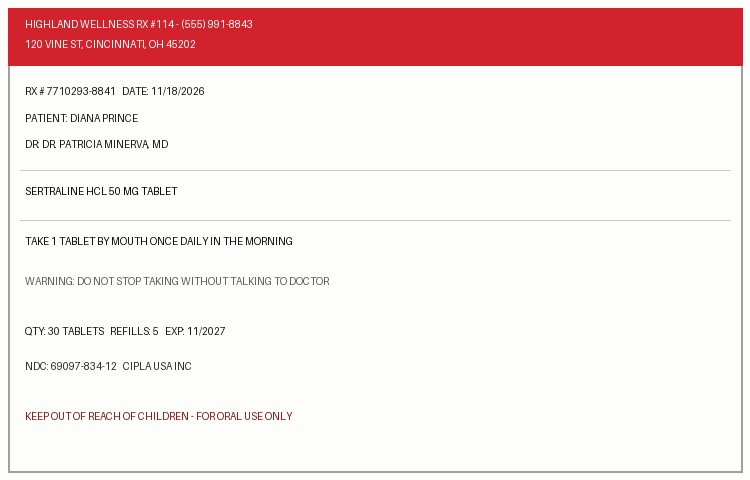 HIGHLAND WELLNESS RX #114 - (555) 991-8843
120 VINE ST, CINCINNATI, OH 45202
RX # 7710293-8841 DATE: 11/18/2026
PATIENT: DIANA PRINCE
DR: DR. PATRICIA MINERVA, MD
SERTRALINE HCL 50 MG TABLET
TAKE 1 TABLET BY MOUTH ONCE DAILY IN THE MORNING
WARNING: DO NOT STOP TAKING WITHOUT TALKING TO DOCTOR
QTY: 30 TABLETS REFILLS: 5 EXP: 11/2027
NDC: 69097-834-12 CIPLA USA INC
KEEP OUT OF REACH OF CHILDREN - FOR ORAL USE ONLY